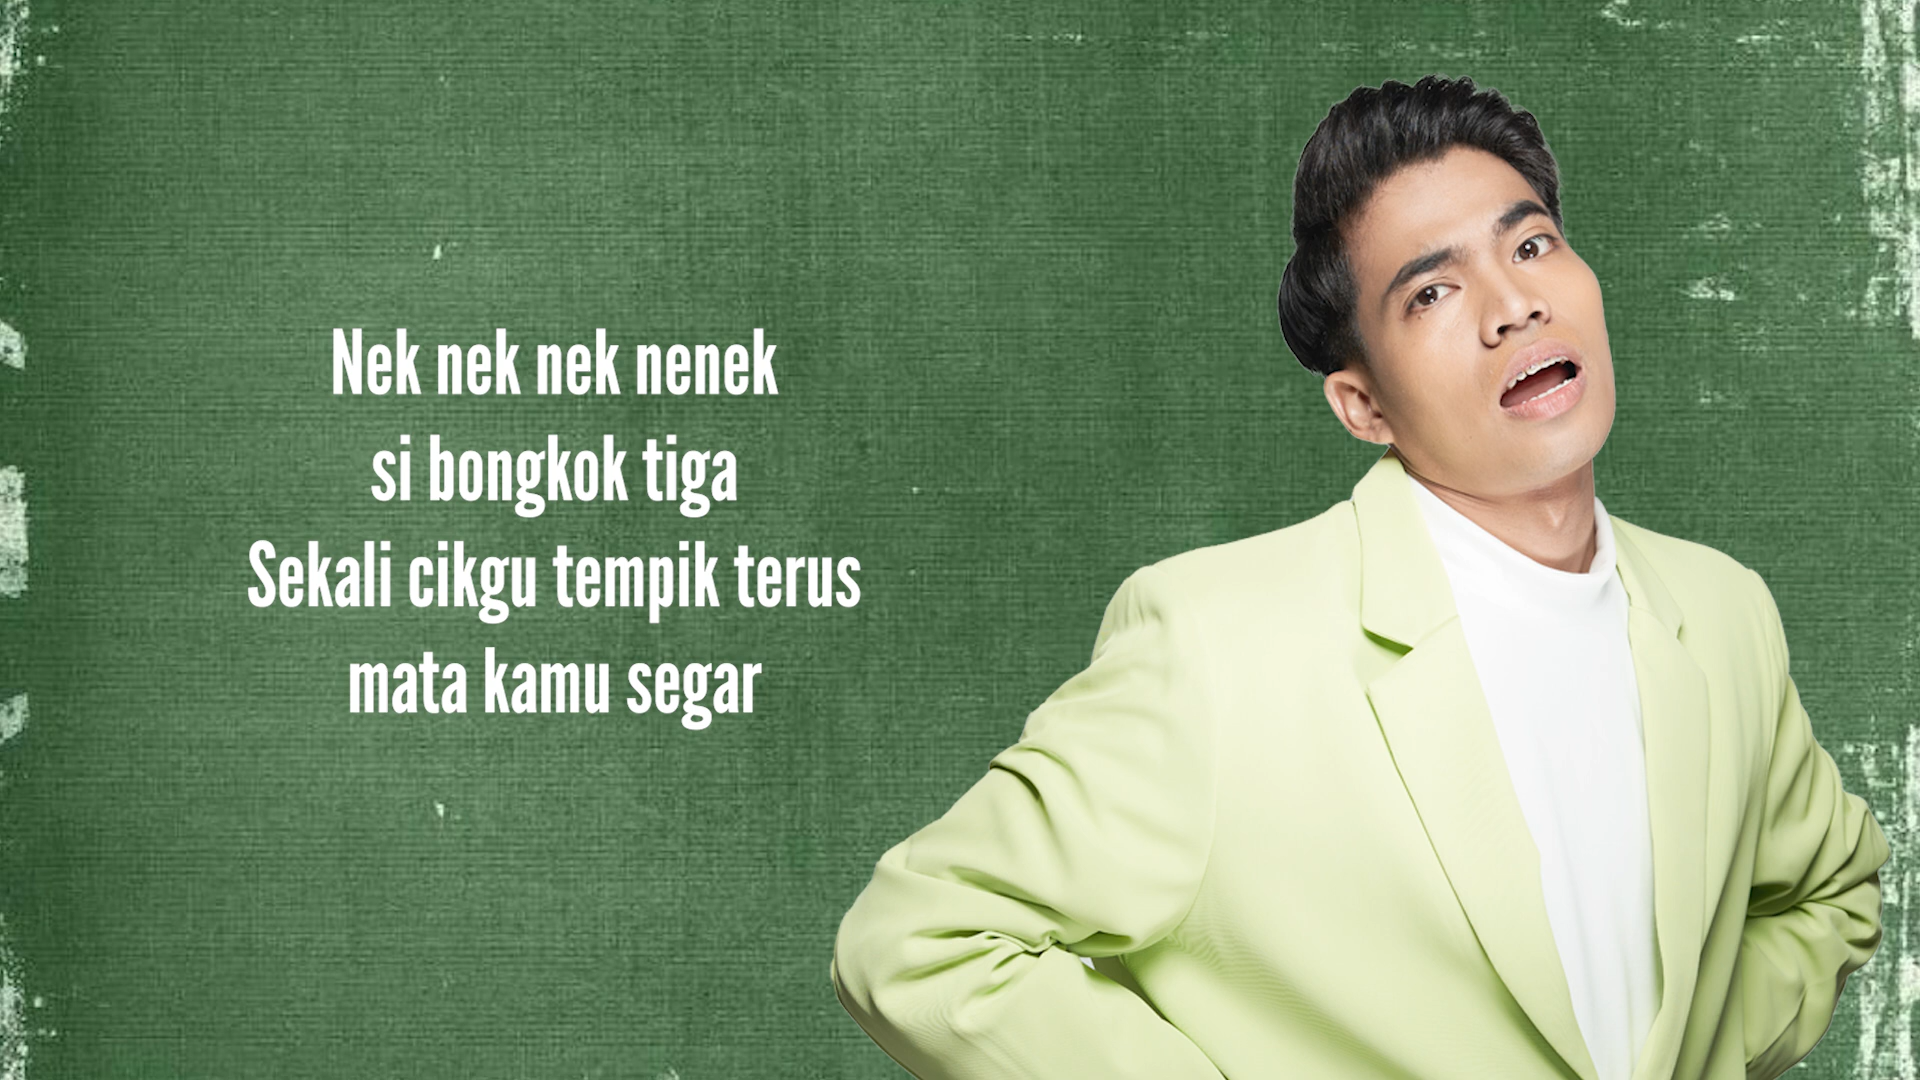 Nek nek nek nenek
si bongkok tiga
Sekali cikgu tempik terus
mata kamu segar